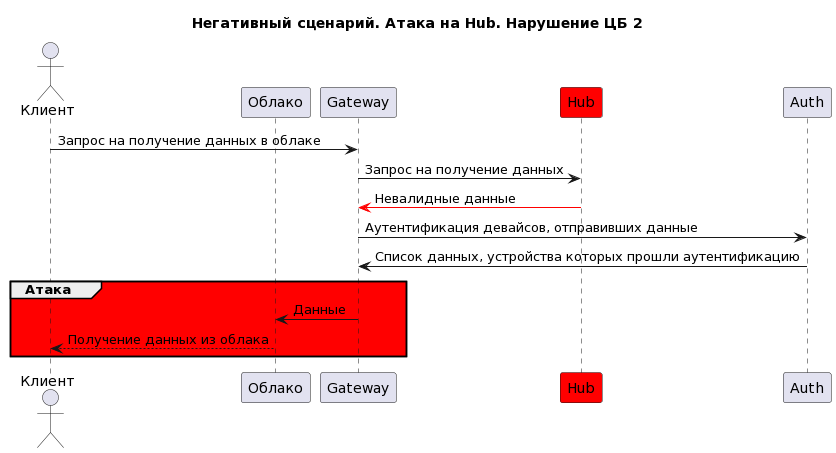 Негативный сценарий. Атака на Hub. Нарушение ЦБ 2
Клиент
Облако
Gateway
Hub
Auth
Запрос на получение данных в облаке
Запрос на получение данных
Невалидные данные
Аутентификация девайсов, отправивших данные
Список данных, устройства которых прошли аутентификацию
Атака
Данные
Получение данных из облака
Клиент
Облако
Gateway
Hub
Auth